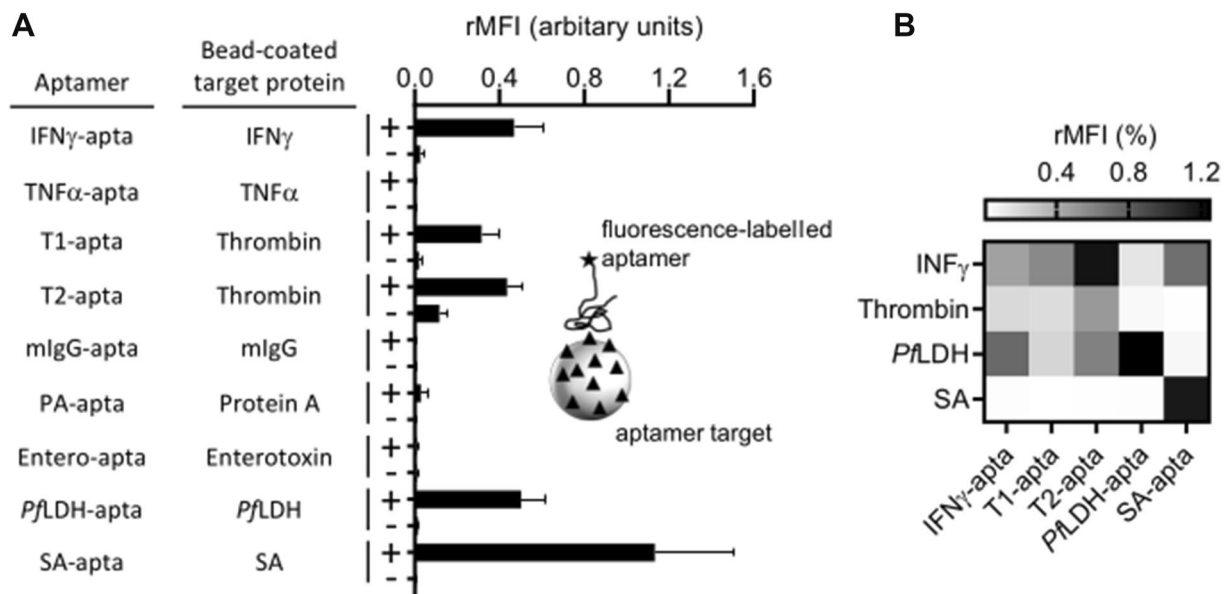 A
rMFI (arbitary units)
Aptamer
Bead-coated
target protein
0.0 0.4 0.8 1.2 1.6
IFNγ-apta IFNγ + -
TNFα-apta TNFα + -
T1-apta Thrombin + -
T2-apta Thrombin + -
mIgG-apta mIgG + -
PA-apta Protein A + -
Entero-apta Enterotoxin + -
PfLDH-apta PfLDH + -
SA-apta SA + -
fluorescence-labelled
aptamer
aptamer target
B
rMFI (%)
0.4 0.8 1.2
INFγ
Thrombin
PfLDH
SA
IFNγ-apta
T1-apta
T2-apta
PfLDH-apta
SA-apta